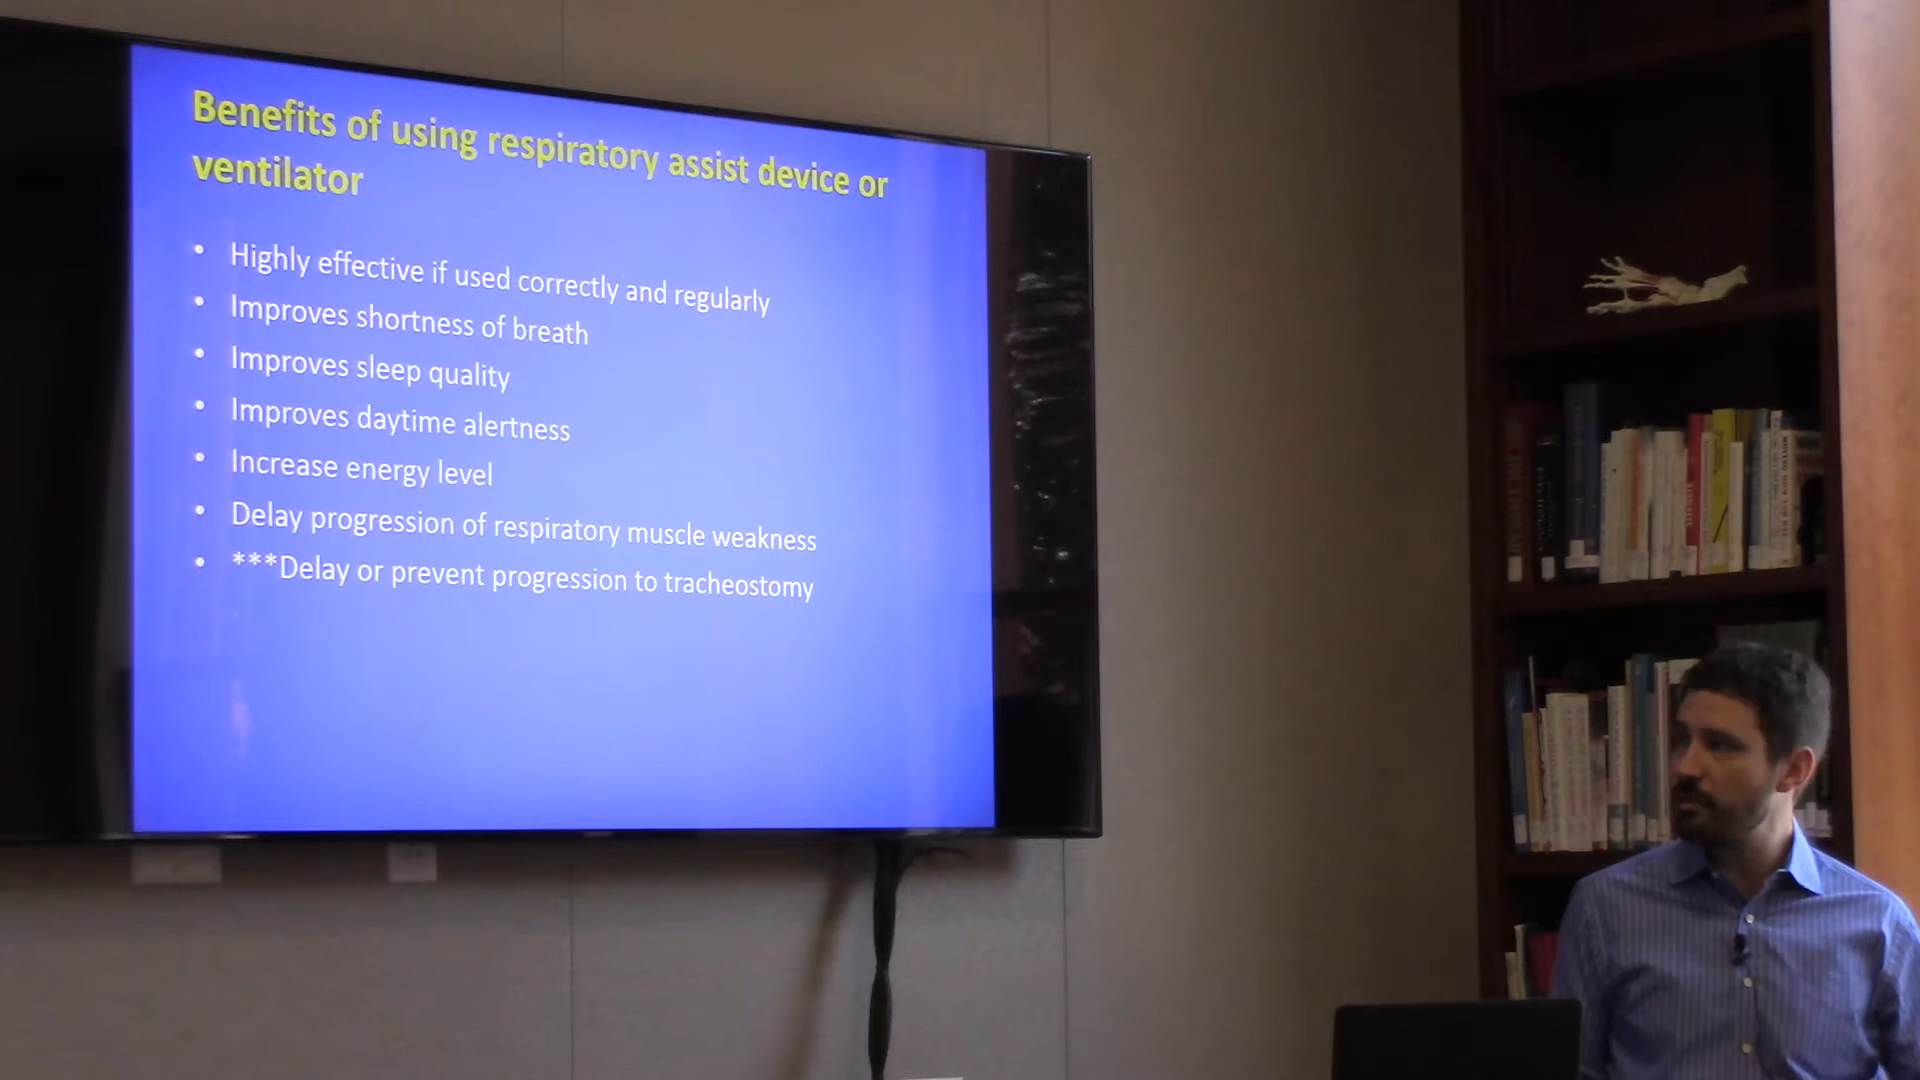 Benefits of using respiratory assist device or
ventilator
• Highly effective if used correctly and regularly
• Improves shortness of breath
• Improves sleep quality
• Improves daytime alertness
• Increase energy level
• Delay progression of respiratory muscle weakness
• ***Delay or prevent progression to tracheostomy